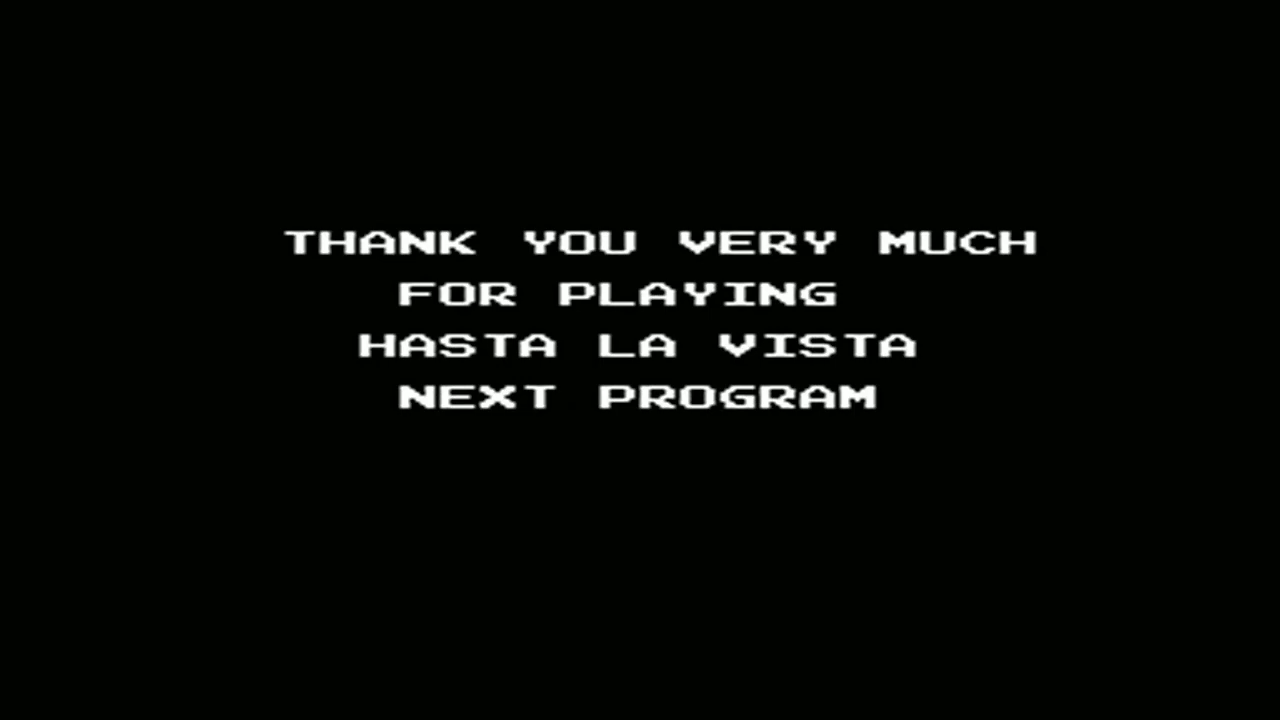 THANK YOU VERY MUCH
FOR PLAYING
HASTA LA VISTA
NEXT PROGRAM